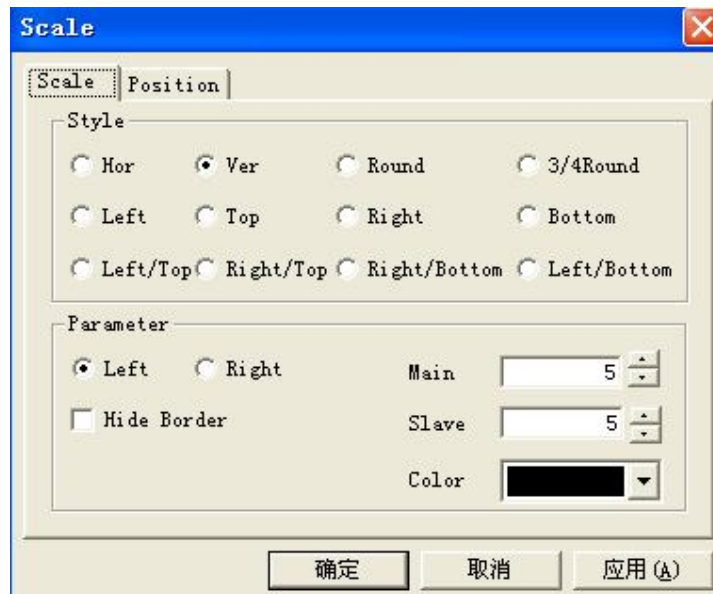 Scale
Scale Position
Style
Hor Ver Round 3/4Round
Left Top Right Bottom
Left/Top Right/Top Right/Bottom Left/Bottom
Parameter
Left Right Main 5
Hide Border Slave 5
Color
确定 取消 应用(A)